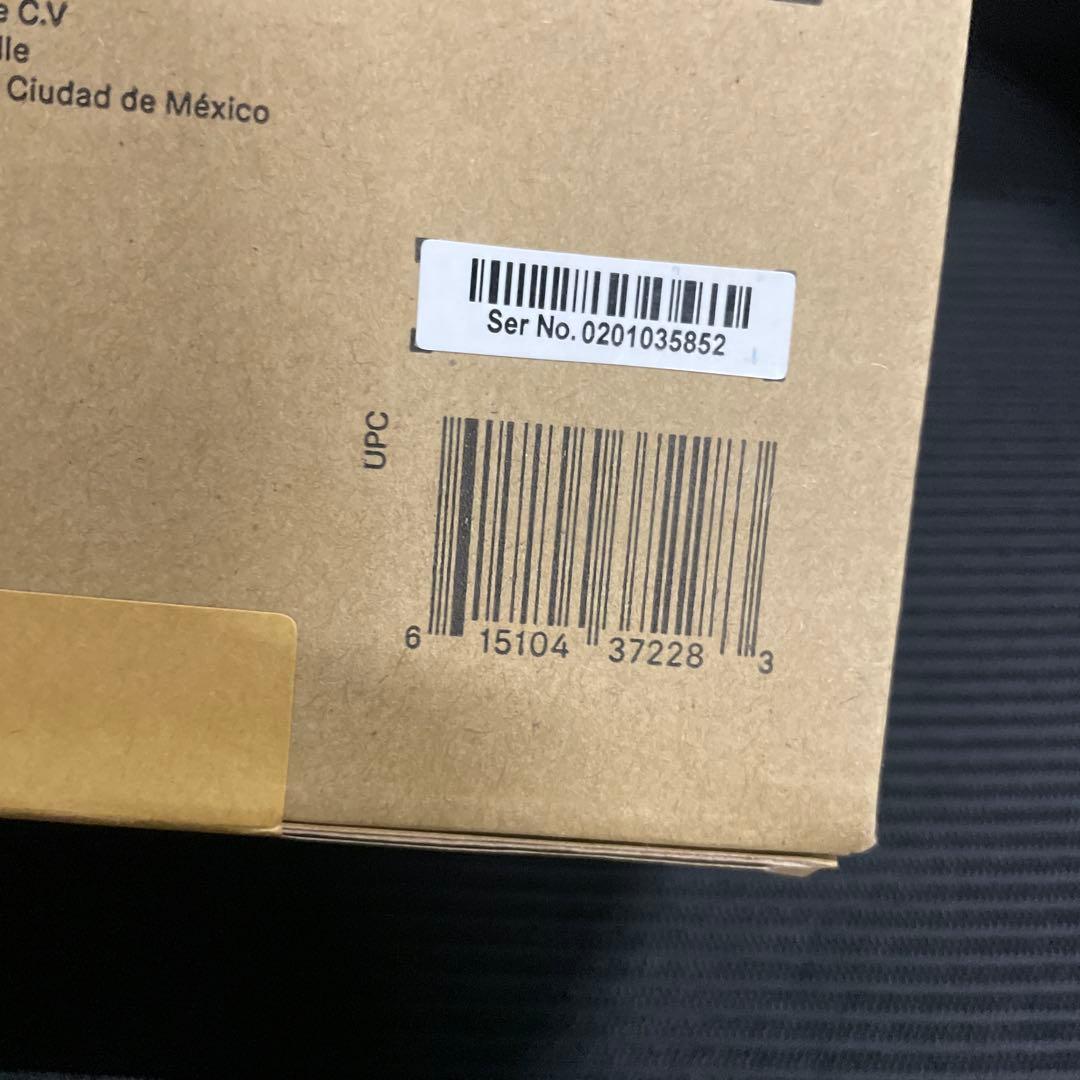 e C.V
lle
Ciudad de México
Ser No. 0201035852
UPC
6 15104 37228 3